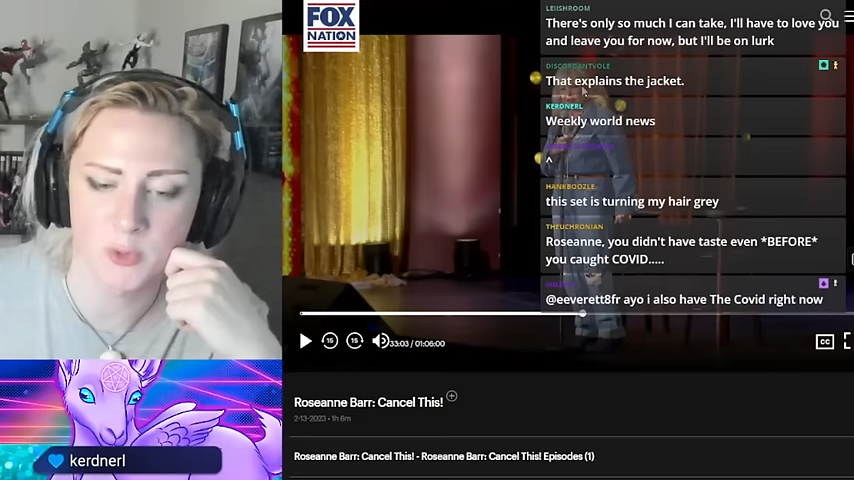 FOX
NATION
LEIISHROOM
There's only so much I can take, I'll have to love you
and leave you for now, but I'll be on lurk
DISCORDANTVOLE
That explains the jacket.
KERDNERL
Weekly world news
^
HANKBOOZLE
this set is turning my hair grey
THEUCHRONIAN
Roseanne, you didn't have taste even *BEFORE*
you caught COVID.....
@eeverett8fr ayo i also have The Covid right now
15
15
33:03 / 01:06:00
CC
Roseanne Barr: Cancel This!
2-13-2023 • 1h 6m
Roseanne Barr: Cancel This! - Roseanne Barr: Cancel This! Episodes (1)
kerdnerl